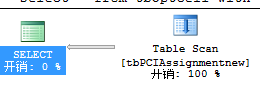 SELECT
开销: 0 %
Table Scan
[tbPCIAssignmentnew]
开销: 100 %